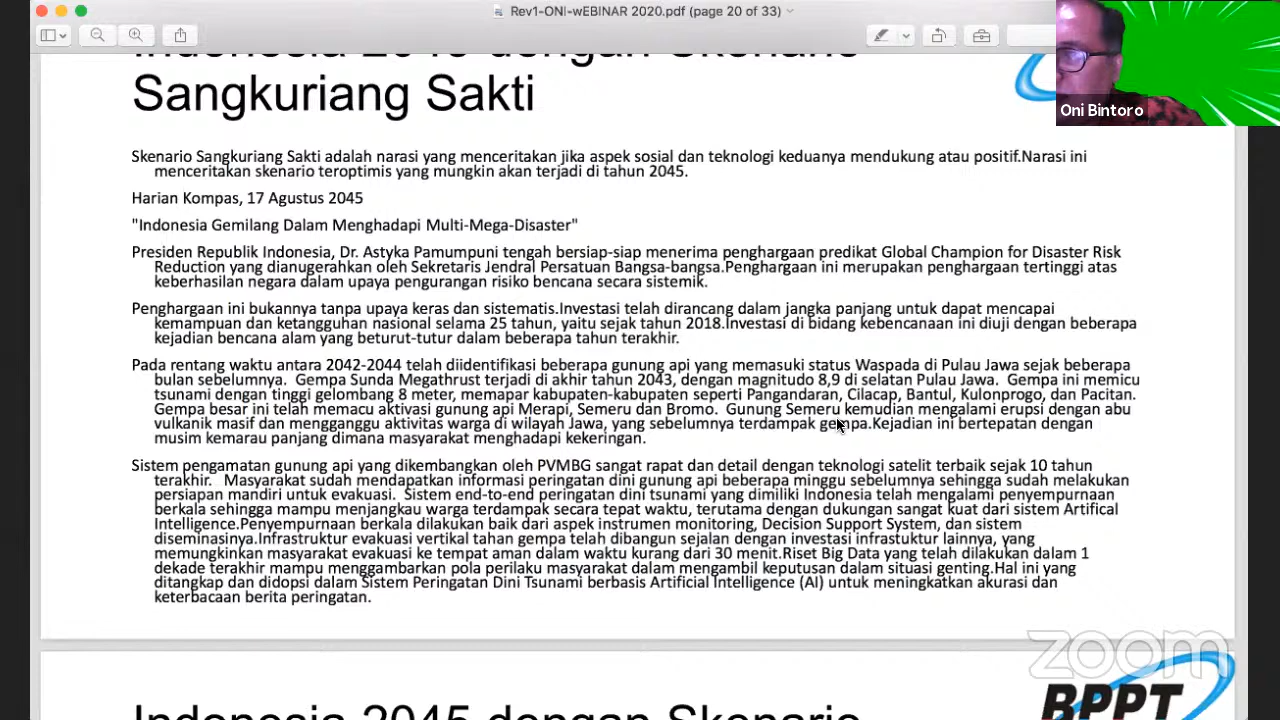 Rev1-ONI-wEBINAR 2020.pdf (page 20 of 33)
Oni Bintoro
Indonesia 2045 dengan Skenario
Sangkuriang Sakti
Skenario Sangkuriang Sakti adalah narasi yang menceritakan jika aspek sosial dan teknologi keduanya mendukung atau positif.Narasi ini
menceritakan skenario teroptimis yang mungkin akan terjadi di tahun 2045.
Harian Kompas, 17 Agustus 2045
"Indonesia Gemilang Dalam Menghadapi Multi-Mega-Disaster"
Presiden Republik Indonesia, Dr. Astyka Pamumpuni tengah bersiap-siap menerima penghargaan predikat Global Champion for Disaster Risk
Reduction yang dianugerahkan oleh Sekretaris Jendral Persatuan Bangsa-bangsa.Penghargaan ini merupakan penghargaan tertinggi atas
keberhasilan negara dalam upaya pengurangan risiko bencana secara sistemik.
Penghargaan ini bukannya tanpa upaya keras dan sistematis.Investasi telah dirancang dalam jangka panjang untuk dapat mencapai
kemampuan dan ketangguhan nasional selama 25 tahun, yaitu sejak tahun 2018.Investasi di bidang kebencanaan ini diuji dengan beberapa
kejadian bencana alam yang beturut-tutur dalam beberapa tahun terakhir.
Pada rentang waktu antara 2042-2044 telah diidentifikasi beberapa gunung api yang memasuki status Waspada di Pulau Jawa sejak beberapa
bulan sebelumnya. Gempa Sunda Megathrust terjadi di akhir tahun 2043, dengan magnitudo 8,9 di selatan Pulau Jawa. Gempa ini memicu
tsunami dengan tinggi gelombang 8 meter, memapar kabupaten-kabupaten seperti Pangandaran, Cilacap, Bantul, Kulonprogo, dan Pacitan.
Gempa besar ini telah memacu aktivasi gunung api Merapi, Semeru dan Bromo. Gunung Semeru kemudian mengalami erupsi dengan abu
vulkanik masif dan mengganggu aktivitas warga di wilayah Jawa, yang sebelumnya terdampak gempa.Kejadian ini bertepatan dengan
musim kemarau panjang dimana masyarakat menghadapi kekeringan.
Sistem pengamatan gunung api yang dikembangkan oleh PVMBG sangat rapat dan detail dengan teknologi satelit terbaik sejak 10 tahun
terakhir. Masyarakat sudah mendapatkan informasi peringatan dini gunung api beberapa minggu sebelumnya sehingga sudah melakukan
persiapan mandiri untuk evakuasi. Sistem end-to-end peringatan dini tsunami yang dimiliki Indonesia telah mengalami penyempurnaan
berkala sehingga mampu menjangkau warga terdampak secara tepat waktu, terutama dengan dukungan sangat kuat dari sistem Artifical
Intelligence.Penyempurnaan berkala dilakukan baik dari aspek instrumen monitoring, Decision Support System, dan sistem
diseminasinya.Infrastruktur evakuasi vertikal tahan gempa telah dibangun sejalan dengan investasi infastuktur lainnya, yang
memungkinkan masyarakat evakuasi ke tempat aman dalam waktu kurang dari 30 menit.Riset Big Data yang telah dilakukan dalam 1
dekade terakhir mampu menggambarkan pola perilaku masyarakat dalam mengambil keputusan dalam situasi genting.Hal ini yang
ditangkap dan didopsi dalam Sistem Peringatan Dini Tsunami berbasis Artificial Intelligence (AI) untuk meningkatkan akurasi dan
keterbacaan berita peringatan.
zoom
BPPT
Indonesia 2045 dengan Skenario